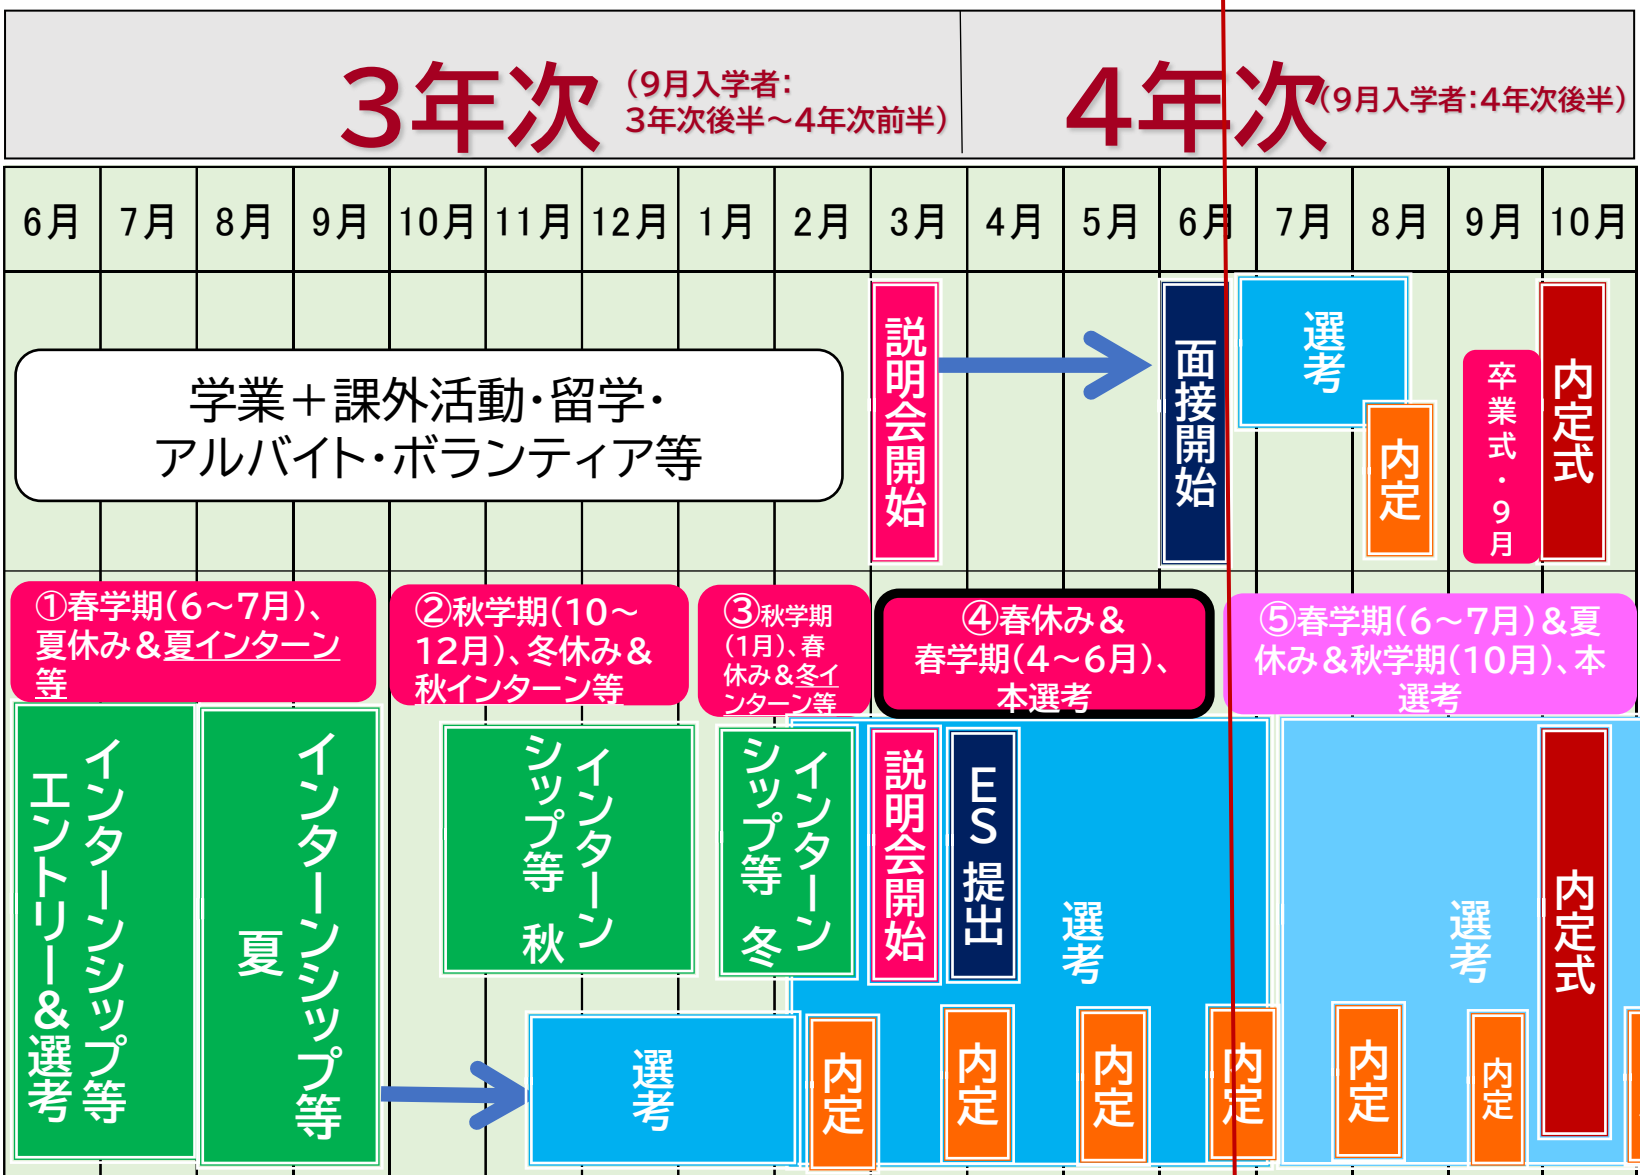 3年次
(9月入学者:
3年次後半～4年次前半)
4年次
(9月入学者:4年次後半)
6月
7月
8月
9月
10月
11月
12月
1月
2月
3月
4月
5月
6月
7月
8月
9月
10月
学業＋課外活動・留学・
アルバイト・ボランティア等
説明会開始
面接開始
選考
内定
卒業式・9月
内定式
①春学期(6～7月)、
夏休み＆夏インターン
等
②秋学期(10～
12月)、冬休み＆
秋インターン等
③秋学期
(1月)、春
休み＆冬イ
ンターン等
④春休み＆
春学期(4～6月)、
本選考
⑤春学期(6～7月)＆夏
休み＆秋学期(10月)、本
選考
インターンシップ等
エントリー＆選考
インターンシップ等
夏
インターン
シップ等 秋
インターン
シップ等 冬
説明会開始
ES提出
選考
選考
内定式
選考
内定
内定
内定
内定
内定
内定